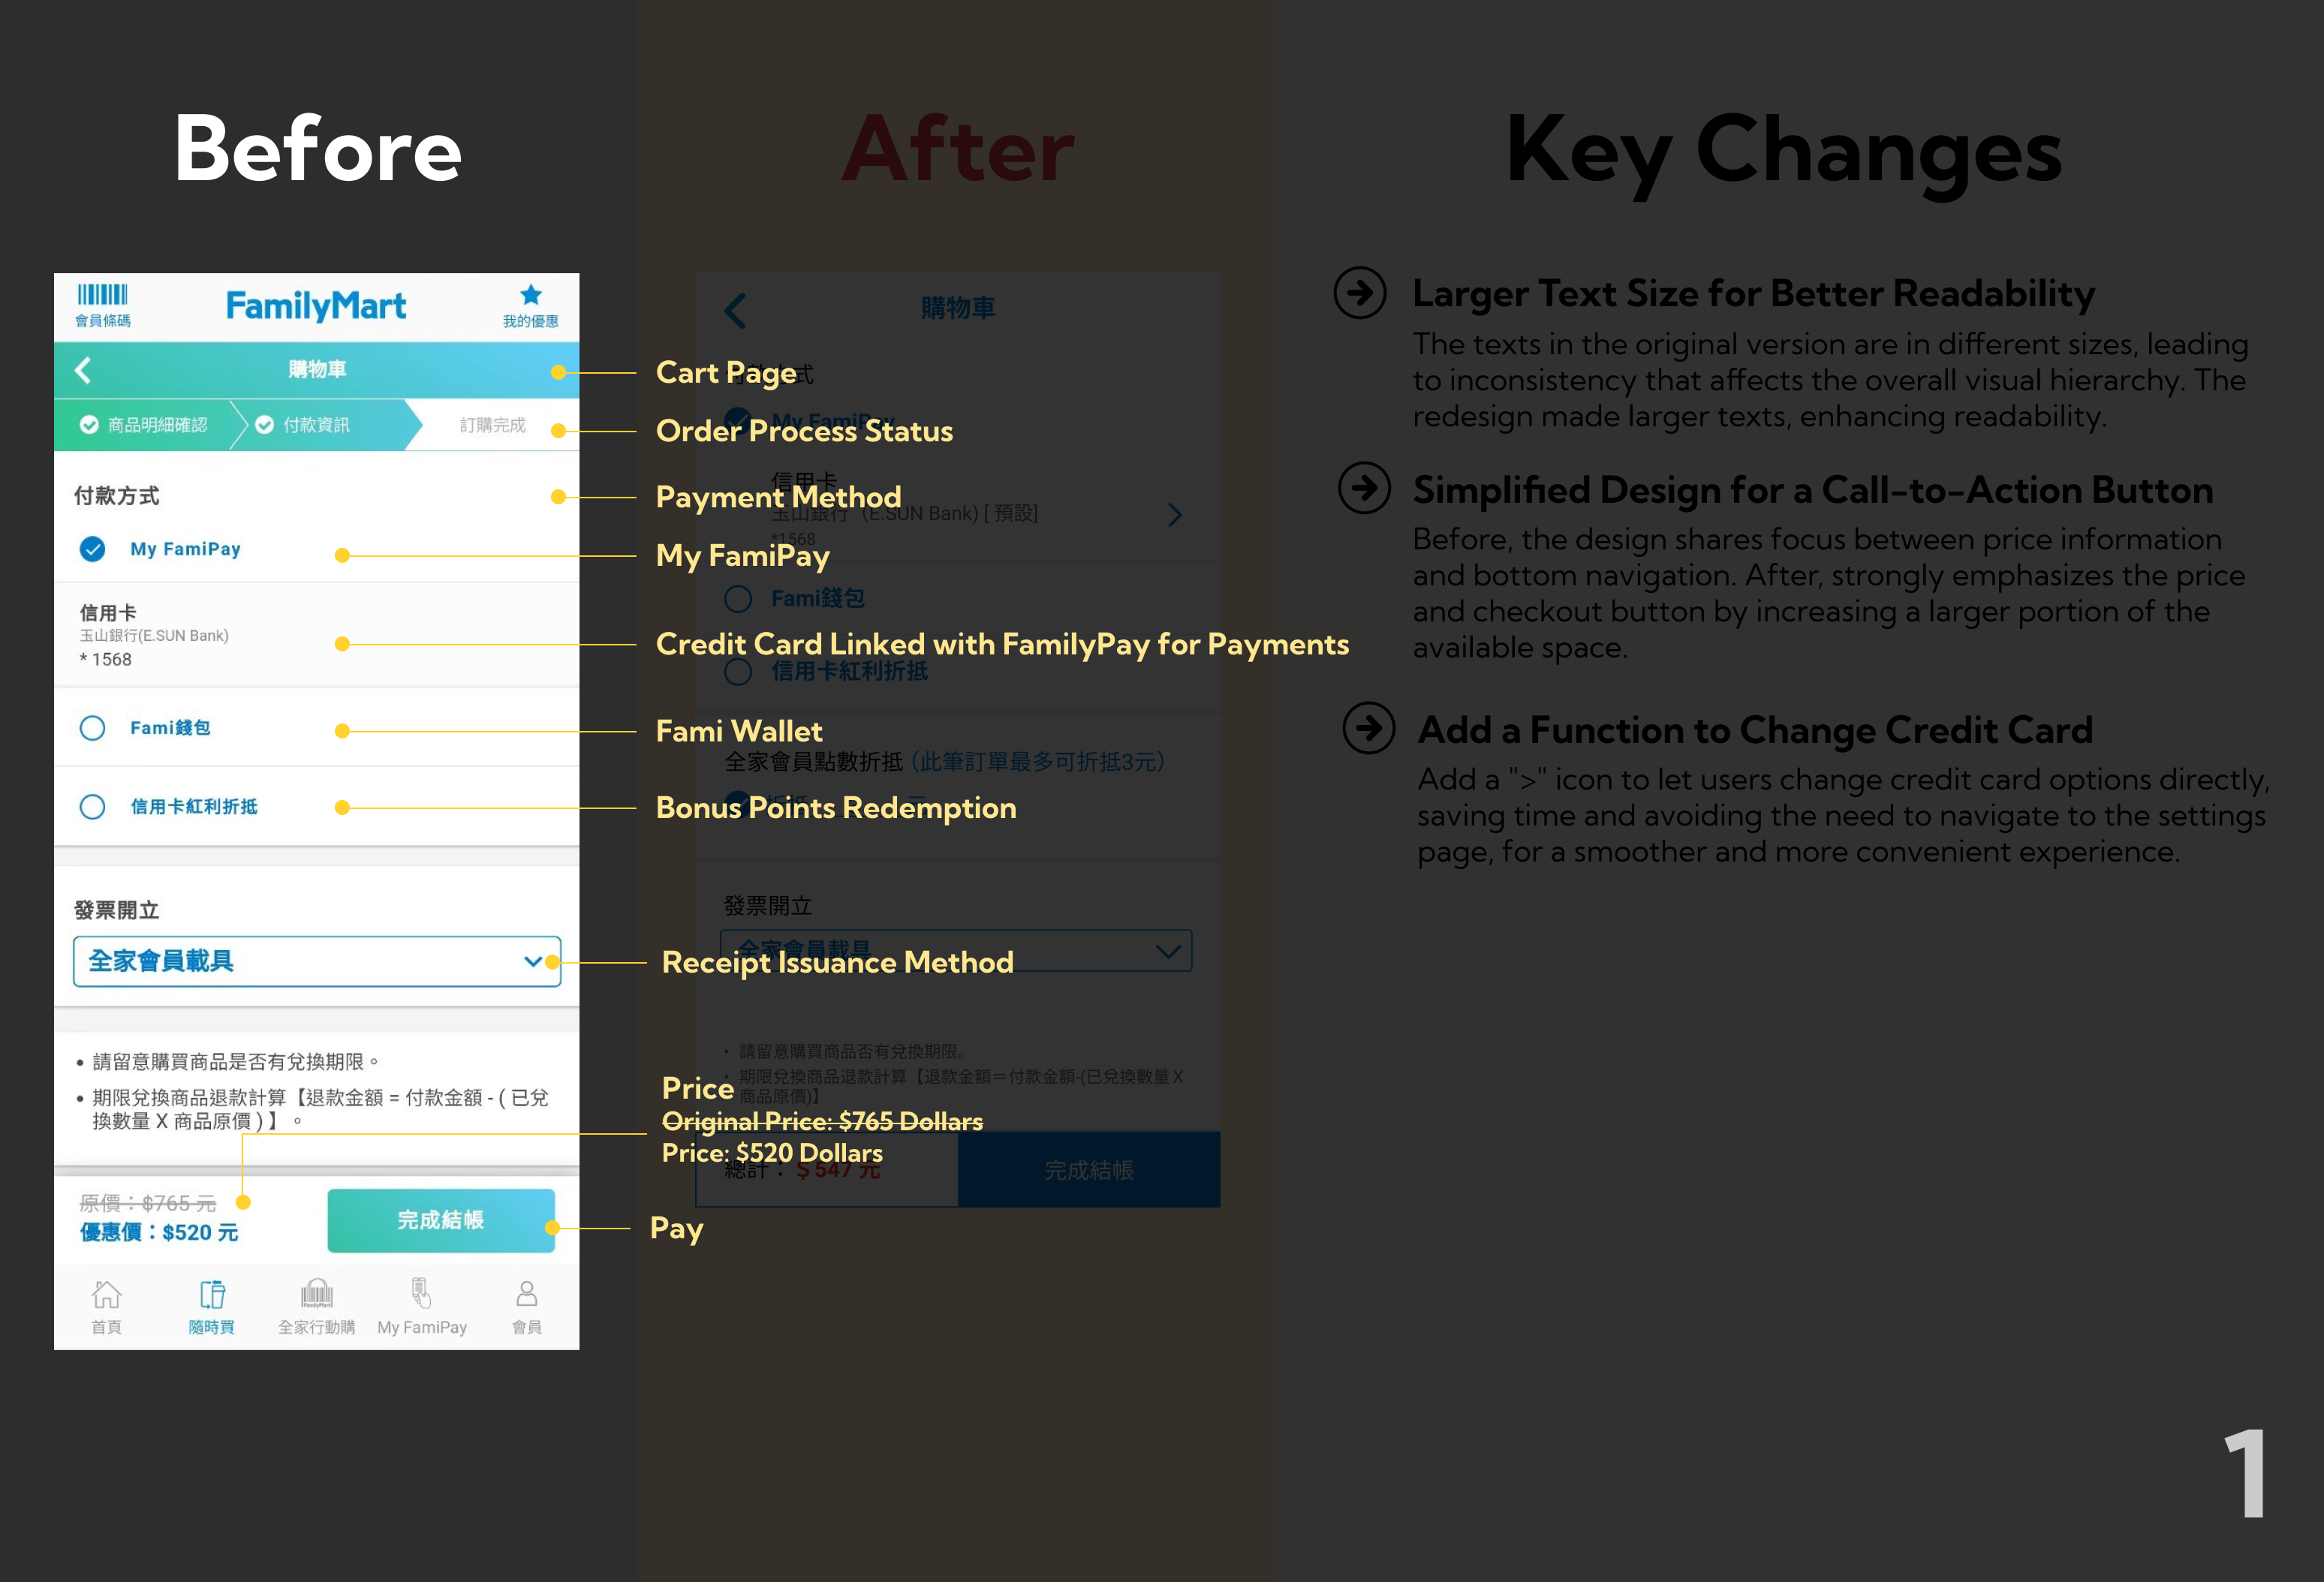 Before
After
Key Changes
會員條碼
FamilyMart
我的優惠
購物車
商品明細確認
付款資訊
訂購完成
付款方式
My FamiPay
信用卡
玉山銀行(E.SUN Bank)
* 1568
Fami錢包
信用卡紅利折抵
發票開立
全家會員載具
• 請留意購買商品是否有兌換期限。
• 期限兌換商品退款計算【退款金額 = 付款金額 - ( 已兌
換數量 X 商品原價 ) 】 。
原價：$765 元
優惠價：$520 元
完成結帳
首頁
隨時買
全家行動購
My FamiPay
會員
Cart Page
Order Process Status
Payment Method
My FamiPay
Credit Card Linked with FamilyPay for Payments
Fami Wallet
Bonus Points Redemption
Receipt Issuance Method
Price
Original Price: $765 Dollars
Price: $520 Dollars
Pay
購物車
My FamiPay
信用卡
玉山銀行 (E.SUN Bank) [ 預設]
*1568
Fami錢包
信用卡紅利折抵
全家會員點數折抵 (此筆訂單最多可折抵3元)
發票開立
全家會員載具
• 請留意購買商品否有兌換期限。
• 期限兌換商品退款計算【退款金額＝付款金額-(已兌換數量 X
商品原價)】
總計： $ 547 元
完成結帳
Larger Text Size for Better Readability
The texts in the original version are in different sizes, leading
to inconsistency that affects the overall visual hierarchy. The
redesign made larger texts, enhancing readability.
Simplified Design for a Call-to-Action Button
Before, the design shares focus between price information
and bottom navigation. After, strongly emphasizes the price
and checkout button by increasing a larger portion of the
available space.
Add a Function to Change Credit Card
Add a ">" icon to let users change credit card options directly,
saving time and avoiding the need to navigate to the settings
page, for a smoother and more convenient experience.
1